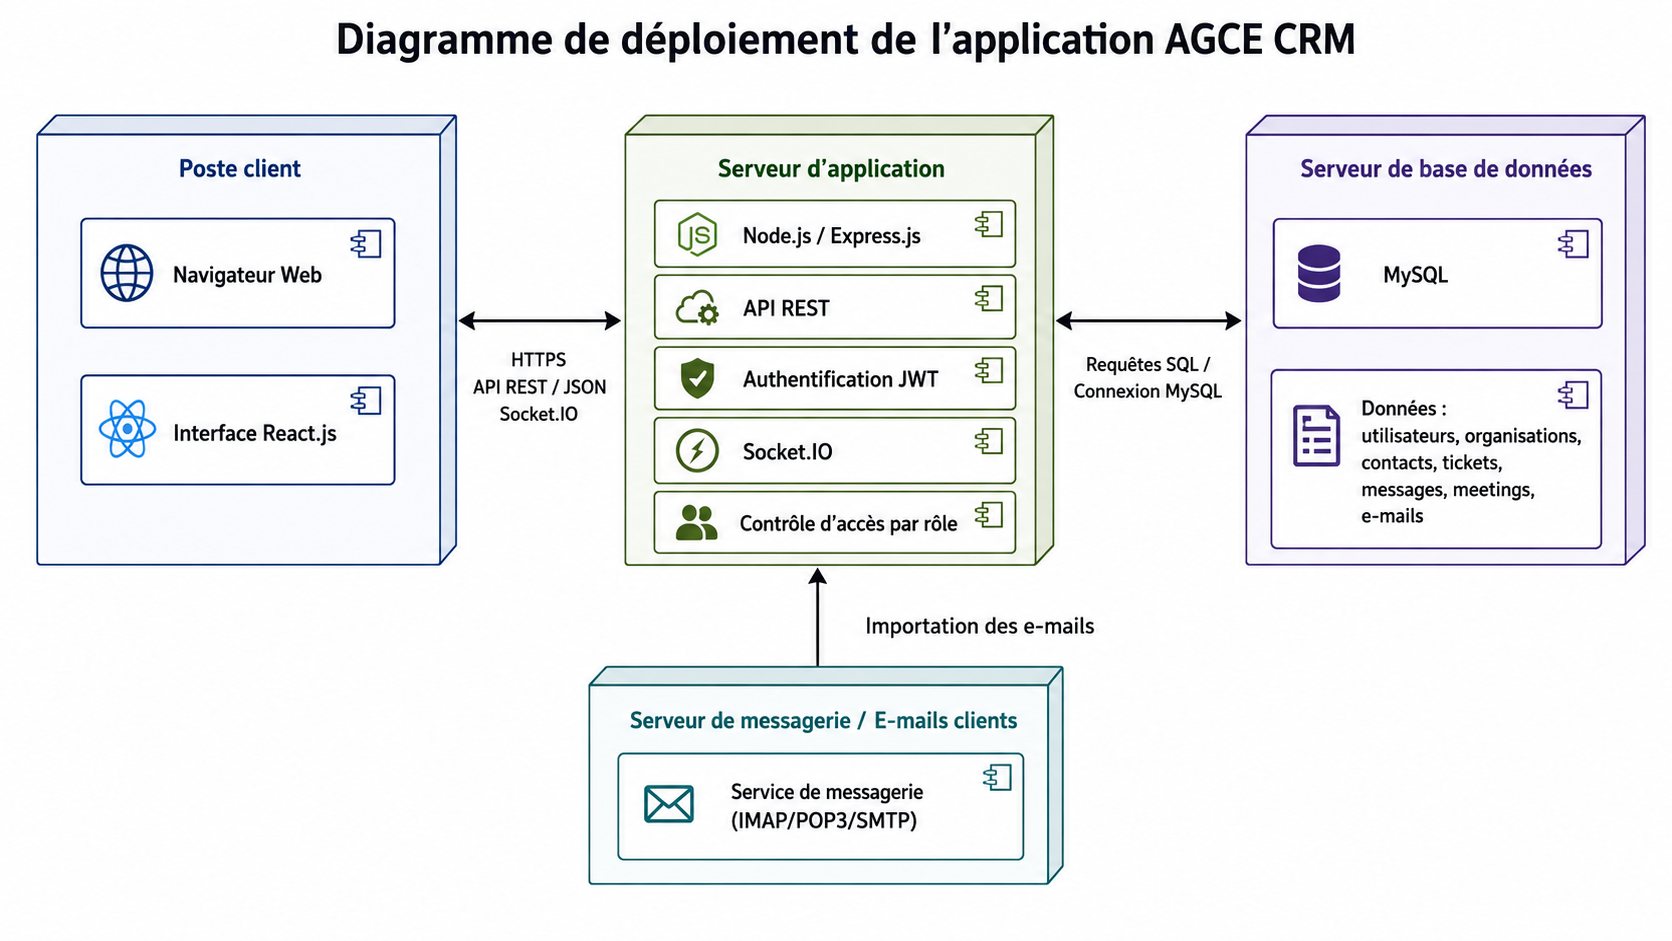 Diagramme de déploiement de l’application AGCE CRM
Poste client
Navigateur Web
Interface React.js
HTTPS
API REST / JSON
Socket.IO
Serveur d’application
JS
Node.js / Express.js
API REST
Authentification JWT
Socket.IO
Contrôle d’accès par rôle
Requêtes SQL /
Connexion MySQL
Serveur de base de données
MySQL
Données :
utilisateurs, organisations,
contacts, tickets,
messages, meetings,
e-mails
Importation des e-mails
Serveur de messagerie / E-mails clients
Service de messagerie
(IMAP/POP3/SMTP)